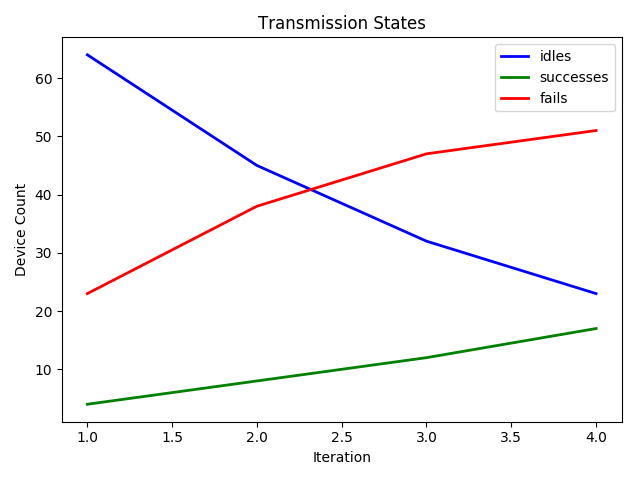 Transmission States
idles
successes
fails
Device Count
60
50
40
30
20
10
1.0 1.5 2.0 2.5 3.0 3.5 4.0
Iteration